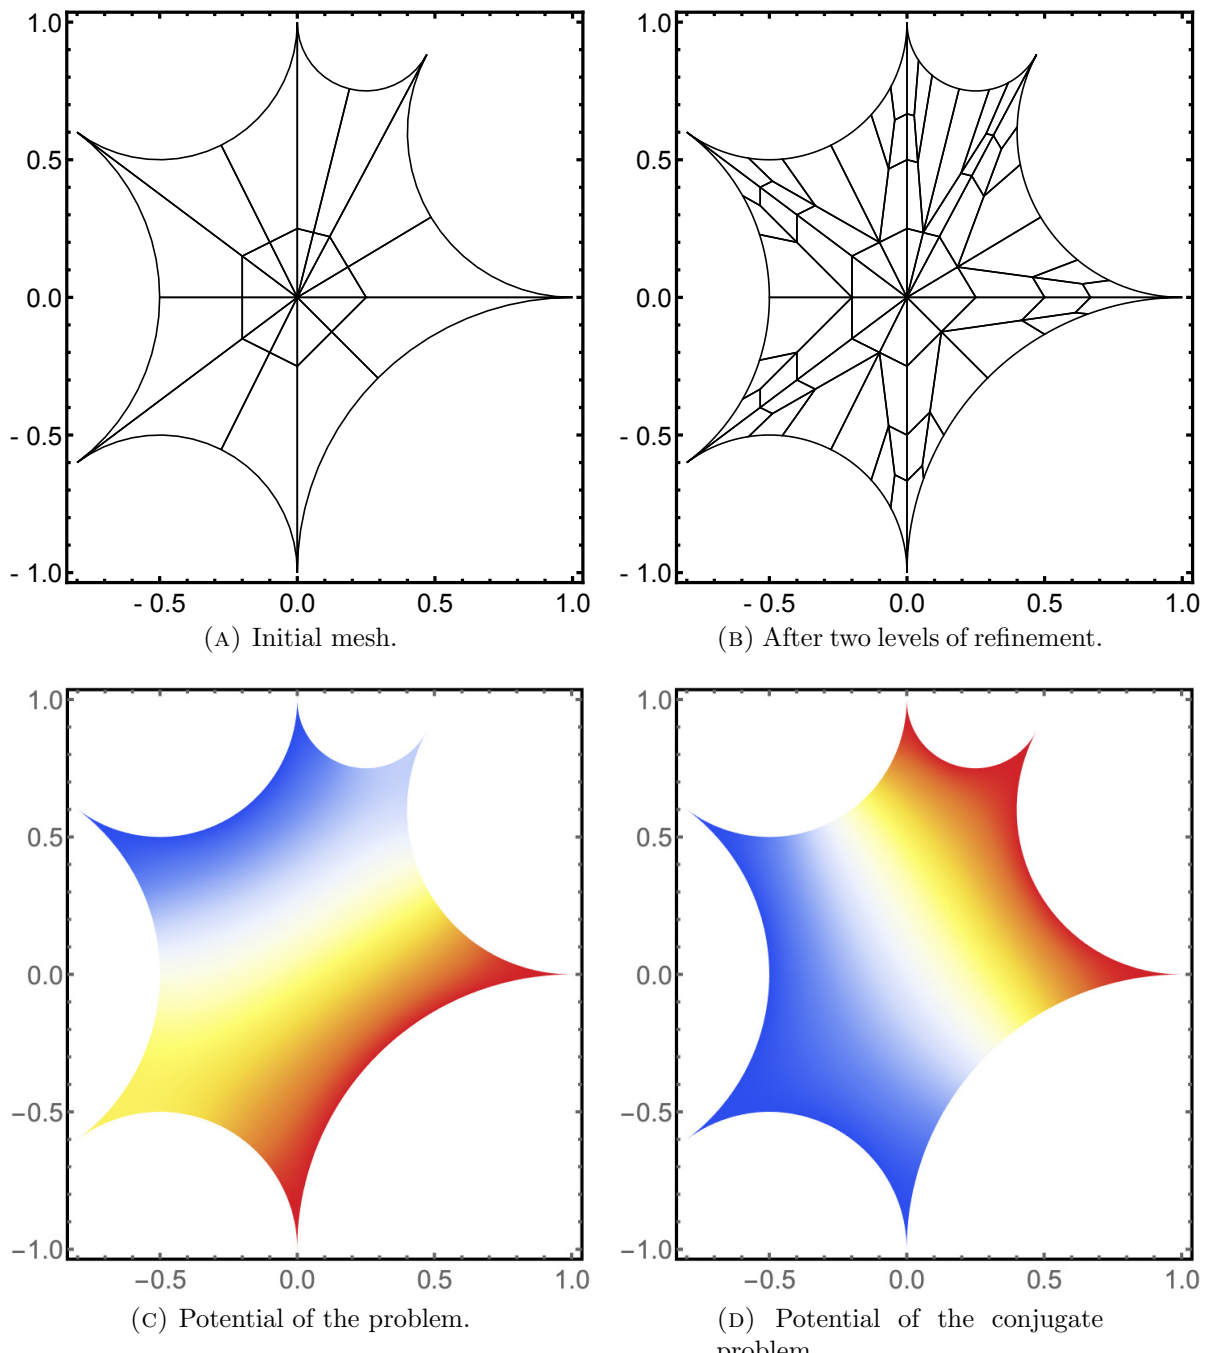 1.0
0.5
0.0
- 0.5
- 1.0
- 0.5 0.0 0.5 1.0
(A) Initial mesh.
1.0
0.5
0.0
- 0.5
- 1.0
- 0.5 0.0 0.5 1.0
(B) After two levels of refinement.
1.0
0.5
0.0
−0.5
−1.0
−0.5 0.0 0.5 1.0
(C) Potential of the problem.
1.0
0.5
0.0
−0.5
−1.0
−0.5 0.0 0.5 1.0
(D) Potential of the conjugate
problem